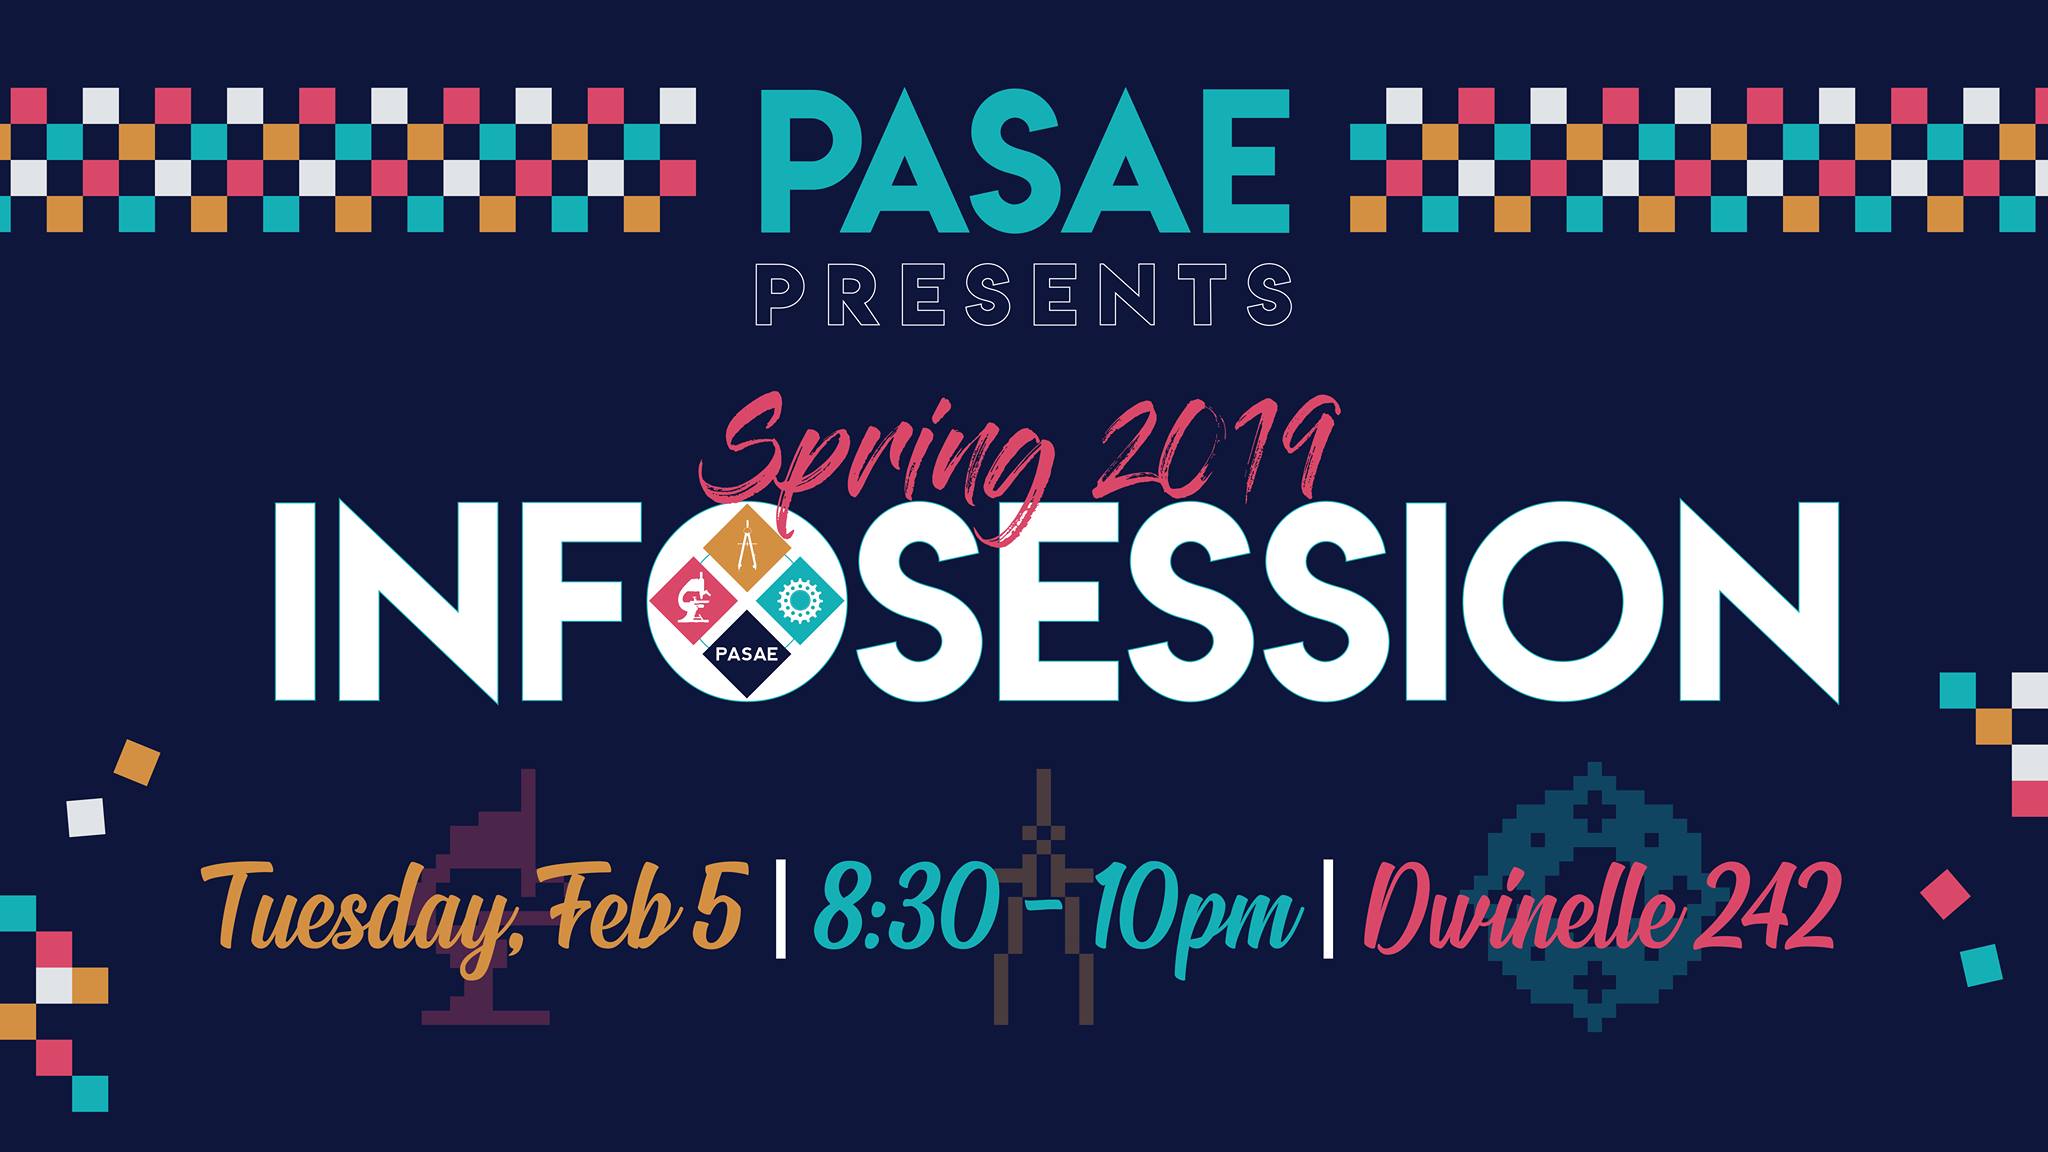 PASAE
PRESENTS
Spring 2019
INFOSESSION
PASAE
Tuesday, Feb 5 | 8:30 - 10pm | Dwinelle 242